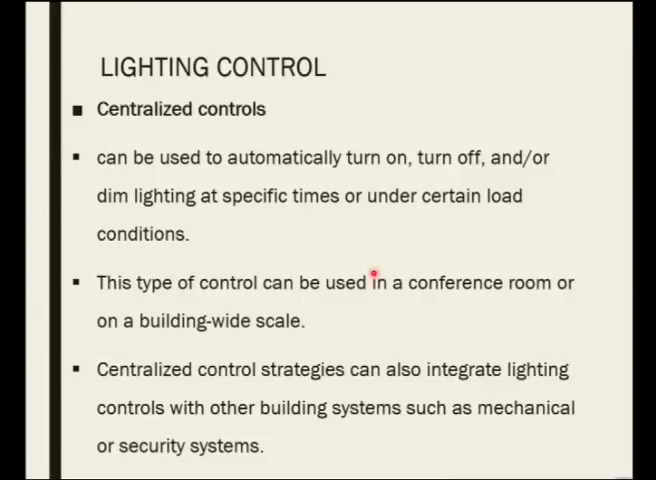 LIGHTING CONTROL
Centralized controls
can be used to automatically turn on, turn off, and/or
dim lighting at specific times or under certain load
conditions.
This type of control can be used in a conference room or
on a building-wide scale.
Centralized control strategies can also integrate lighting
controls with other building systems such as mechanical
or security systems.